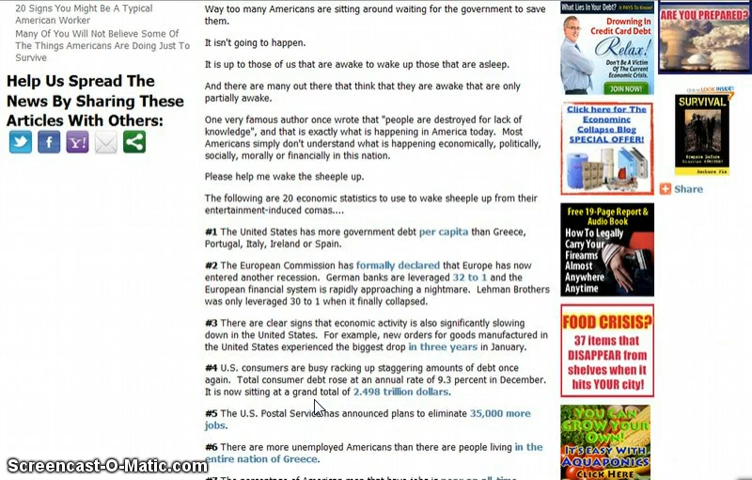 20 Signs You Might Be A Typical
American Worker
Many Of You Will Not Believe Some Of
The Things Americans Are Doing Just To
Survive
Help Us Spread The
News By Sharing These
Articles With Others:
Way too many Americans are sitting around waiting for the government to save
them.
It isn't going to happen.
It is up to those of us that are awake to wake up those that are asleep.
And there are many out there that think that they are awake that are only
partially awake.
One very famous author once wrote that "people are destroyed for lack of
knowledge", and that is exactly what is happening in America today. Most
Americans simply don't understand what is happening economically, politically,
socially, morally or financially in this nation.
Please help me wake the sheeple up.
The following are 20 economic statistics to use to wake sheeple up from their
entertainment-induced comas....
#1 The United States has more government debt per capita than Greece,
Portugal, Italy, Ireland or Spain.
#2 The European Commission has formally declared that Europe has now
entered another recession. German banks are leveraged 32 to 1 and the
European financial system is rapidly approaching a nightmare. Lehman Brothers
was only leveraged 30 to 1 when it finally collapsed.
#3 There are clear signs that economic activity is also significantly slowing
down in the United States. For example, new orders for goods manufactured in
the United States experienced the biggest drop in three years in January.
#4 U.S. consumers are busy racking up staggering amounts of debt once
again. Total consumer debt rose at an annual rate of 9.3 percent in December.
It is now sitting at a grand total of 2.498 trillion dollars.
#5 The U.S. Postal Service has announced plans to eliminate 35,000 more
jobs.
#6 There are more unemployed Americans than there are people living in the
entire nation of Greece.
What Lies In Your Debt?
Drowning In
Credit Card Debt
Relax!
Don't Be A Victim
Of The Current
Economic Crisis.
JOIN NOW!
Click here for The
Econominc
Collapse Blog
SPECIAL OFFER!
Free 19-Page Report &
Audio Book
How To Legally
Carry Your
Firearms
Almost
Anywhere
Anytime
FOOD CRISIS?
37 items that
DISAPPEAR from
shelves when it
hits YOUR city!
YOU CAN
GROW YOUR
OWN!
IT'S EASY WITH
AQUAPONICS
CLICK HERE
ARE YOU PREPARED?
LOOK INSIDE!
SURVIVAL
Share
Screencast-O-Matic.com